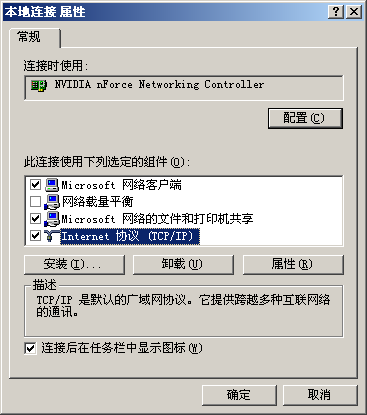 本地连接 属性
常规
连接时使用:
NVIDIA nForce Networking Controller
配置(C)
此连接使用下列选定的组件(O):
Microsoft 网络客户端
网络载量平衡
Microsoft 网络的文件和打印机共享
Internet 协议 (TCP/IP)
安装(I)...
卸载(U)
属性(R)
描述
TCP/IP 是默认的广域网协议。它提供跨越多种互联网络
的通讯。
连接后在任务栏中显示图标(W)
确定
取消